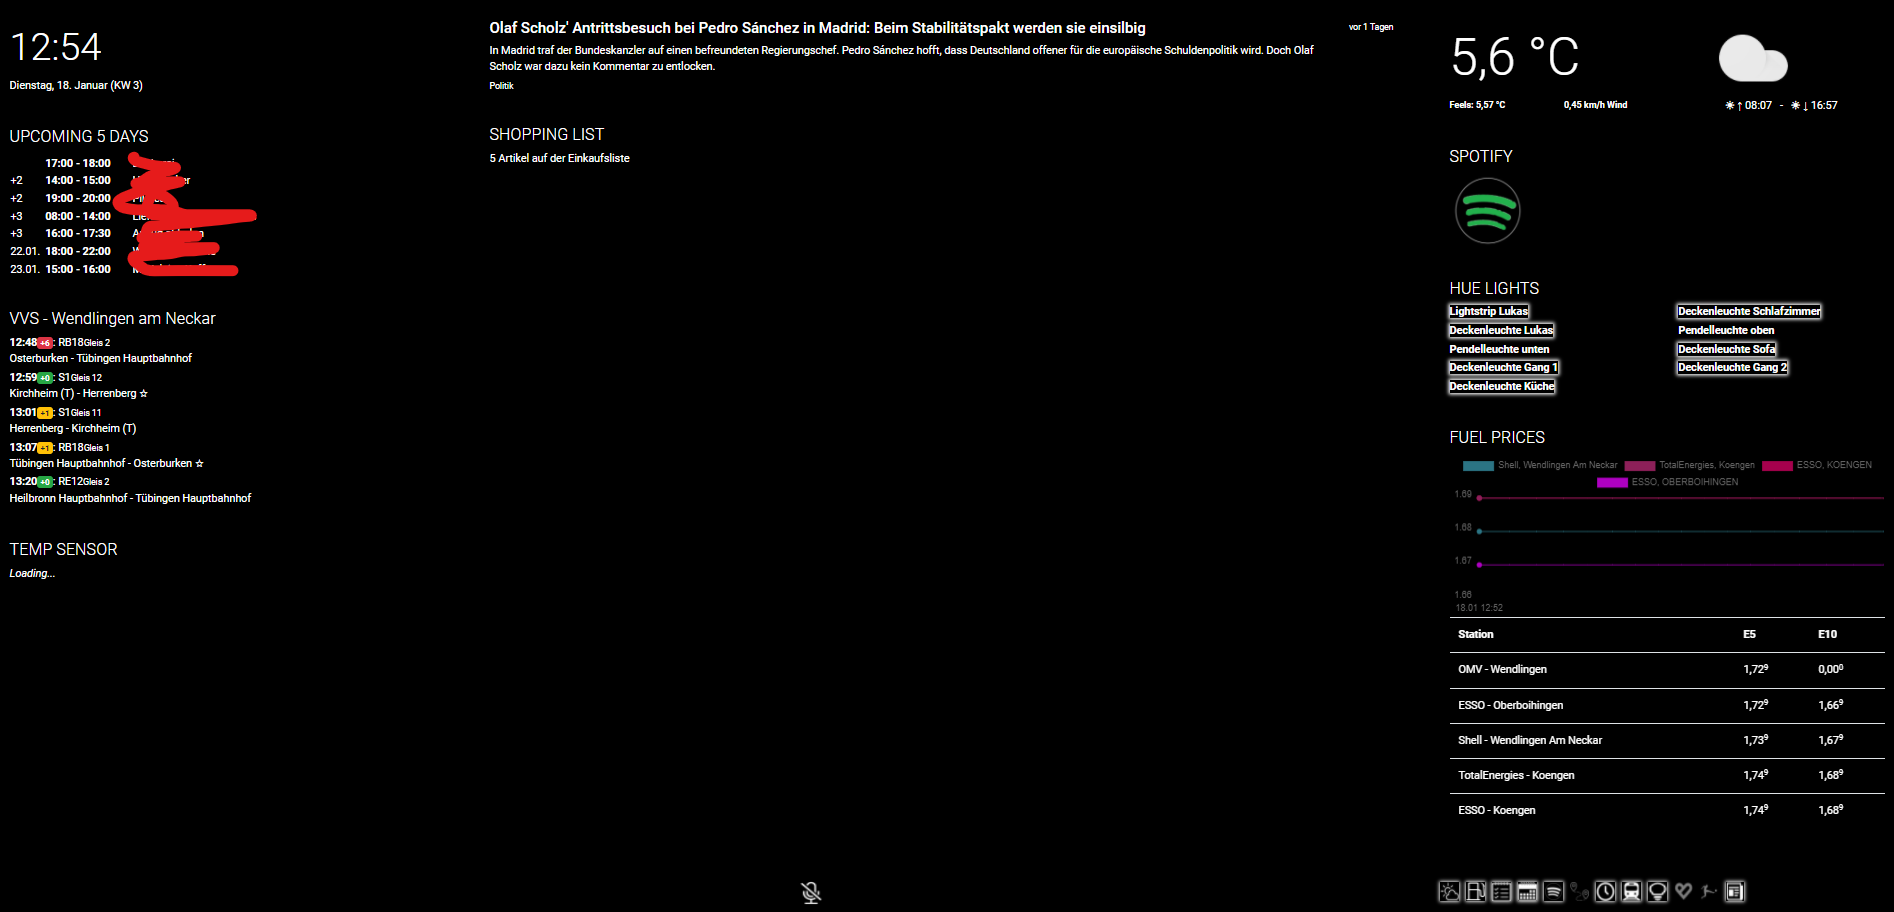 12:54
Dienstag, 18. Januar (KW 3)
UPCOMING 5 DAYS
17:00 - 18:00
+2 14:00 - 15:00
+2 19:00 - 20:00
+3 08:00 - 14:00
+3 16:00 - 17:30
22.01. 18:00 - 22:00
23.01. 15:00 - 16:00
VVS - Wendlingen am Neckar
12:48 +6 : RB18 Gleis 2
Osterburken - Tübingen Hauptbahnhof
12:59 +0 : S1 Gleis 12
Kirchheim (T) - Herrenberg ☆
13:01 +1 : S1 Gleis 11
Herrenberg - Kirchheim (T)
13:07 +1 : RB18 Gleis 1
Tübingen Hauptbahnhof - Osterburken ☆
13:20 +0 : RE12 Gleis 2
Heilbronn Hauptbahnhof - Tübingen Hauptbahnhof
TEMP SENSOR
Loading...
Olaf Scholz' Antrittsbesuch bei Pedro Sánchez in Madrid: Beim Stabilitätspakt werden sie einsilbig
vor 1 Tagen
In Madrid traf der Bundeskanzler auf einen befreundeten Regierungschef. Pedro Sánchez hofft, dass Deutschland offener für die europäische Schuldenpolitik wird. Doch Olaf
Scholz war dazu kein Kommentar zu entlocken.
Politik
SHOPPING LIST
5 Artikel auf der Einkaufsliste
5,6 °C
Feels: 5,57 °C 0,45 km/h Wind ☀ ↑ 08:07 - ☀ ↓ 16:57
SPOTIFY
HUE LIGHTS
Lightstrip Lukas Deckenleuchte Schlafzimmer
Deckenleuchte Lukas Pendelleuchte oben
Pendelleuchte unten Deckenleuchte Sofa
Deckenleuchte Gang 1 Deckenleuchte Gang 2
Deckenleuchte Küche
FUEL PRICES
Shell, Wendlingen Am Neckar TotalEnergies, Koengen ESSO, KOENGEN
ESSO, OBERBOIHINGEN
1.69
1.68
1.67
1.66
18.01 12:52
Station E5 E10
OMV - Wendlingen 1,72⁹ 0,00⁰
ESSO - Oberboihingen 1,72⁹ 1,66⁹
Shell - Wendlingen Am Neckar 1,73⁹ 1,67⁹
TotalEnergies - Koengen 1,74⁹ 1,68⁹
ESSO - Koengen 1,74⁹ 1,68⁹